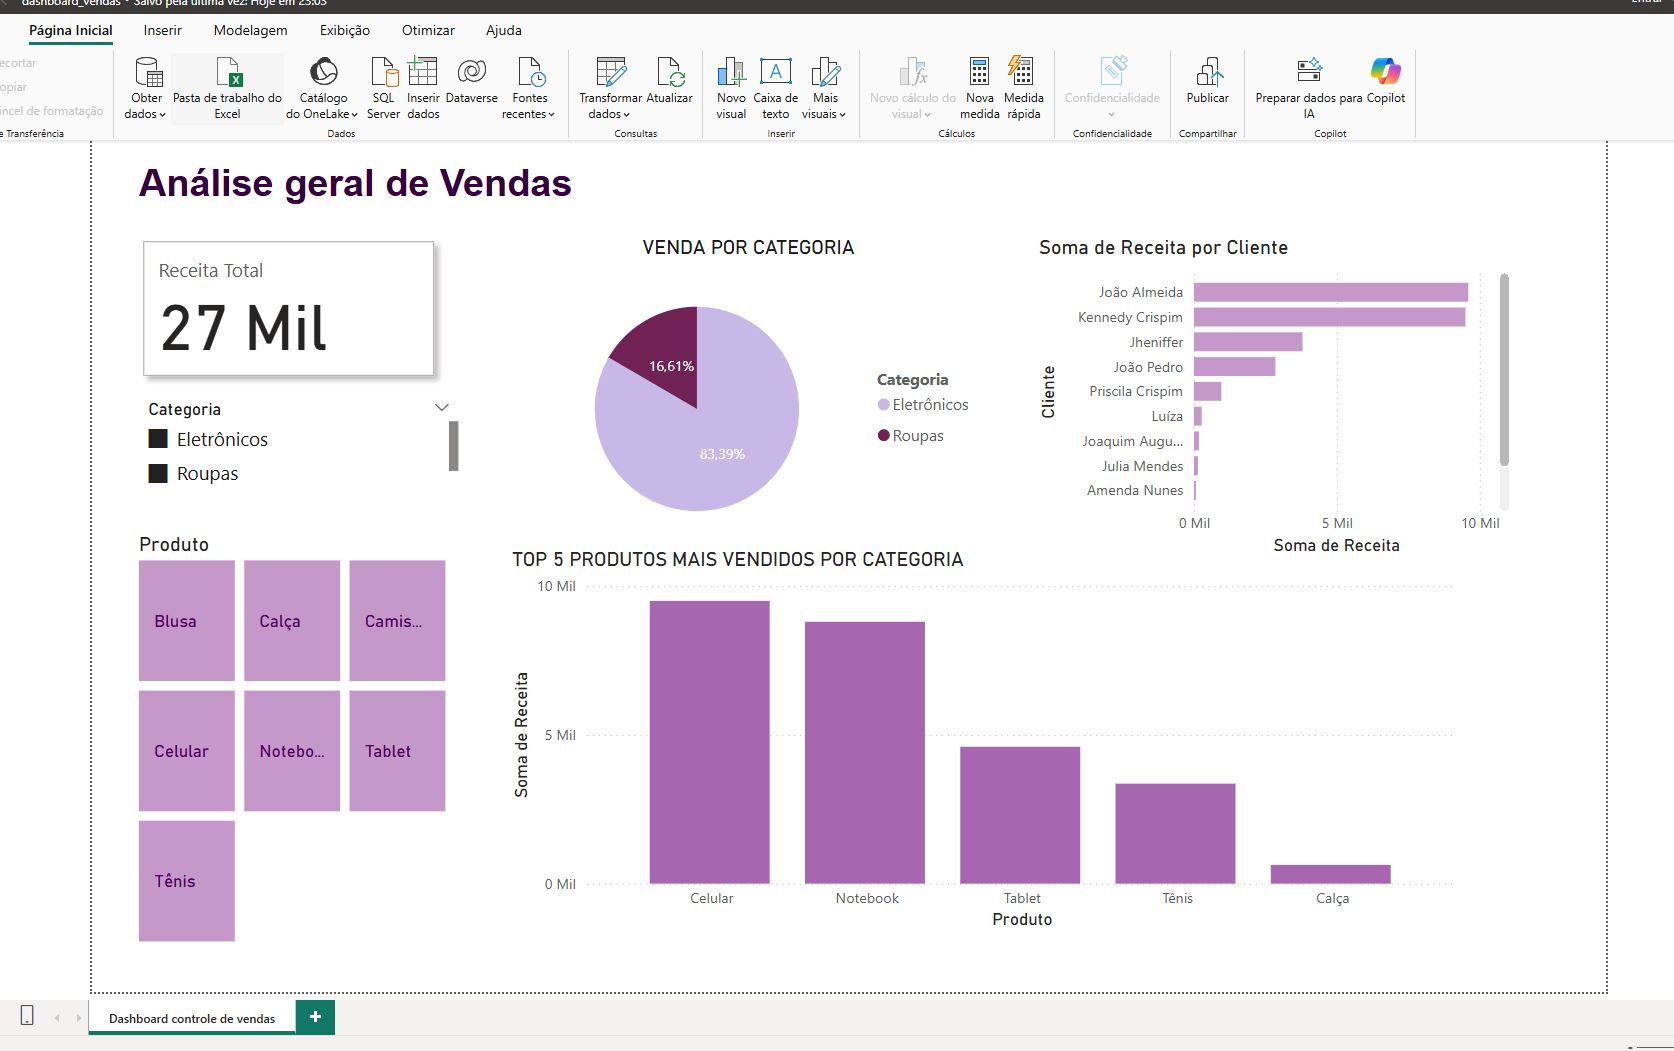 dashboard_vendas • Salvo pela última vez: Hoje em 23:03
Página Inicial
Inserir
Modelagem
Exibição
Otimizar
Ajuda
ecortar
opiar
incel de formatação
e Transferência
Obter dados
Pasta de trabalho do Excel
Catálogo do OneLake
SQL Server
Inserir dados
Dataverse
Fontes recentes
Dados
Transformar dados
Atualizar
Consultas
Novo visual
Caixa de texto
Mais visuais
Inserir
Novo cálculo do visual
Nova medida
Medida rápida
Cálculos
Confidencialidade
Confidencialidade
Publicar
Compartilhar
Preparar dados para IA
Copilot
Copilot
Análise geral de Vendas
Receita Total
27 Mil
Categoria
Eletrônicos
Roupas
Produto
Blusa
Calça
Camis...
Celular
Notebo...
Tablet
Tênis
VENDA POR CATEGORIA
16,61%
83,39%
Categoria
Eletrônicos
Roupas
Soma de Receita por Cliente
Cliente
João Almeida
Kennedy Crispim
Jheniffer
João Pedro
Priscila Crispim
Luíza
Joaquim Augu...
Julia Mendes
Amenda Nunes
0 Mil
5 Mil
10 Mil
Soma de Receita
TOP 5 PRODUTOS MAIS VENDIDOS POR CATEGORIA
Soma de Receita
10 Mil
5 Mil
0 Mil
Celular
Notebook
Tablet
Tênis
Calça
Produto
Dashboard controle de vendas